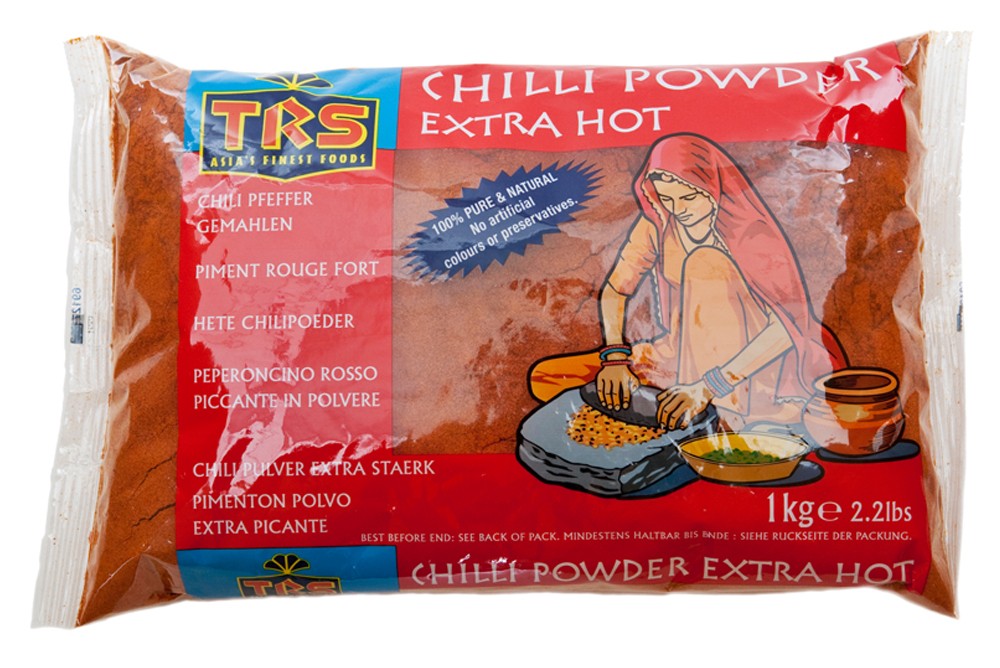 CHILLI POWDER
EXTRA HOT
TRS
ASIA'S FINEST FOODS
CHILI PFEFFER
GEMAHLEN
PIMENT ROUGE FORT
HETE CHILIPOEDER
PEPERONCINO ROSSO
PICCANTE IN POLVERE
CHILI PULVER EXTRA STAERK
PIMENTON POLVO
EXTRA PICANTE
100% PURE & NATURAL
No artificial
colours or preservatives.
1kg e 2.2lbs
BEST BEFORE END: SEE BACK OF PACK. MINDESTENS HALTBAR BIS ENDE : SIEHE RUCKSEITE DER PACKUNG.
TRS
CHILLI POWDER EXTRA HOT